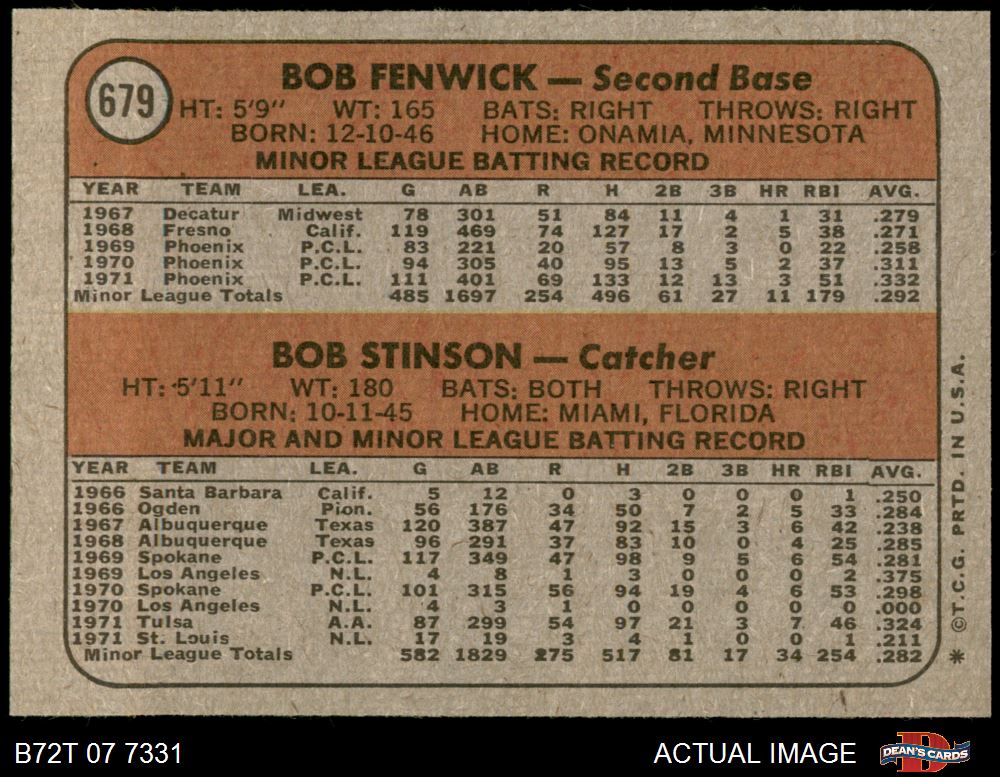 679
BOB FENWICK — Second Base
HT: 5'9" WT: 165 BATS: RIGHT THROWS: RIGHT
BORN: 12-10-46 HOME: ONAMIA, MINNESOTA
MINOR LEAGUE BATTING RECORD
YEAR TEAM LEA. G AB R H 2B 3B HR RBI AVG.
1967 Decatur Midwest 78 301 51 84 11 4 1 31 .279
1968 Fresno Calif. 119 469 74 127 17 2 5 38 .271
1969 Phoenix P.C.L. 83 221 20 57 8 3 0 22 .258
1970 Phoenix P.C.L. 94 305 40 95 13 5 2 37 .311
1971 Phoenix P.C.L. 111 401 69 133 12 13 3 51 .332
Minor League Totals 485 1697 254 496 61 27 11 179 .292
BOB STINSON — Catcher
HT: 5'11" WT: 180 BATS: BOTH THROWS: RIGHT
BORN: 10-11-45 HOME: MIAMI, FLORIDA
MAJOR AND MINOR LEAGUE BATTING RECORD
YEAR TEAM LEA. G AB R H 2B 3B HR RBI AVG.
1966 Santa Barbara Calif. 5 12 0 3 0 0 0 1 .250
1966 Ogden Pion. 56 176 34 50 7 2 5 33 .284
1967 Albuquerque Texas 120 387 47 92 15 3 6 42 .238
1968 Albuquerque Texas 96 291 37 83 10 0 4 25 .285
1969 Spokane P.C.L. 117 349 47 98 9 5 6 54 .281
1969 Los Angeles N.L. 4 8 1 3 0 0 0 2 .375
1970 Spokane P.C.L. 101 315 56 94 19 4 6 53 .298
1970 Los Angeles N.L. 4 3 1 0 0 0 0 0 .000
1971 Tulsa A.A. 87 299 54 97 21 3 7 46 .324
1971 St. Louis N.L. 17 19 3 4 1 0 0 1 .211
Minor League Totals 582 1829 275 517 81 17 34 254 .282
* ©T.C.G. PRTD. IN U.S.A.
B72T 07 7331
ACTUAL IMAGE
DEAN'S CARDS